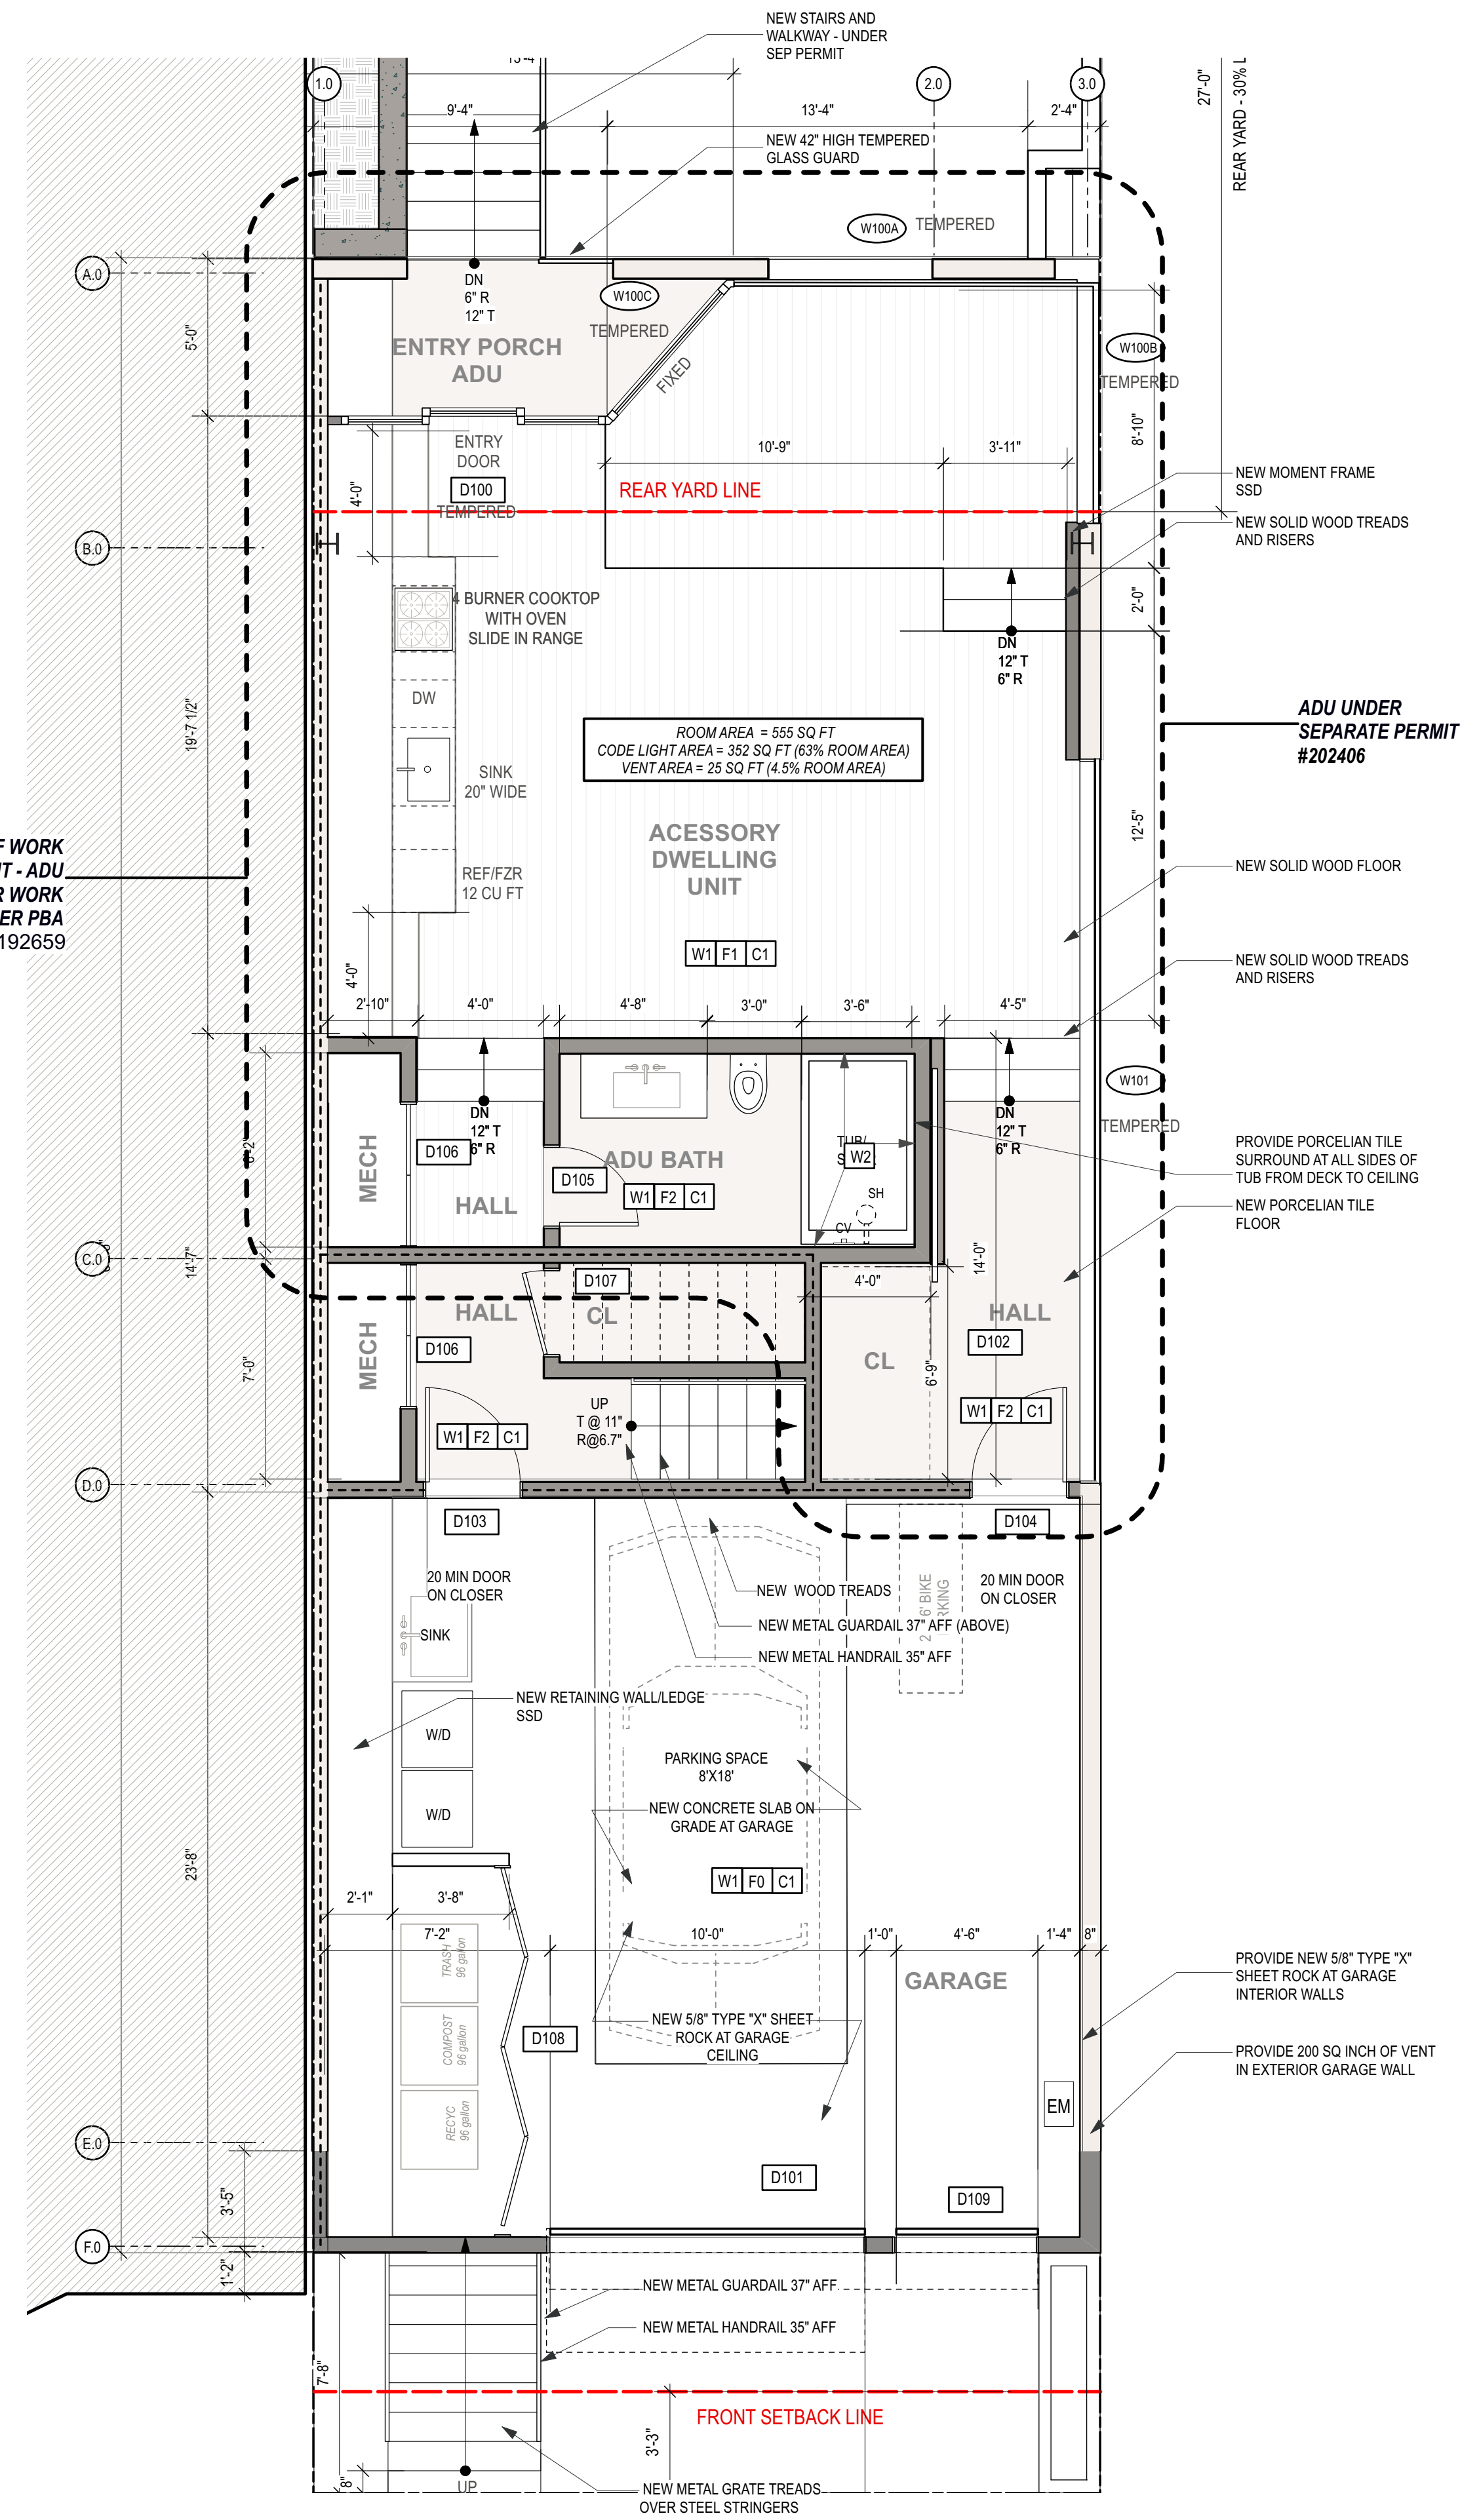 NEW STAIRS AND
WALKWAY - UNDER
SEP PERMIT
1.0
2.0
3.0
9'-4"
13'-4"
2'-4"
27'-0"
REAR YARD - 30% L
NEW 42" HIGH TEMPERED
GLASS GUARD
W100A
TEMPERED
A.0
DN
6" R
12" T
W100C
TEMPERED
ENTRY PORCH
ADU
FIXED
W100B
TEMPERED
5'-0"
8'-10"
ENTRY
DOOR
D100
TEMPERED
4'-0"
10'-9"
3'-11"
REAR YARD LINE
NEW MOMENT FRAME
SSD
NEW SOLID WOOD TREADS
AND RISERS
B.0
4 BURNER COOKTOP
WITH OVEN
SLIDE IN RANGE
2'-0"
DN
12" T
6" R
DW
19'-7 1/2"
ROOM AREA = 555 SQ FT
CODE LIGHT AREA = 352 SQ FT (63% ROOM AREA)
VENT AREA = 25 SQ FT (4.5% ROOM AREA)
ADU UNDER
SEPARATE PERMIT
#202406
SINK
20" WIDE
ACESSORY
DWELLING
UNIT
12'-5"
F WORK
T - ADU
R WORK
ER PBA
192659
REF/FZR
12 CU FT
NEW SOLID WOOD FLOOR
W1 F1 C1
4'-0"
NEW SOLID WOOD TREADS
AND RISERS
2'-10"
4'-0"
4'-8"
3'-0"
3'-6"
4'-5"
W101
TEMPERED
DN
12" T
6" R
DN
12" T
6" R
MECH
D106
HALL
D105
ADU BATH
W1 F2 C1
W2
SH
CV
PROVIDE PORCELIAN TILE
SURROUND AT ALL SIDES OF
TUB FROM DECK TO CEILING
NEW PORCELIAN TILE
FLOOR
C.0
14'-7"
14'-0"
D107
CL
4'-0"
HALL
HALL
D102
MECH
D106
CL
6'-9"
7'-0"
UP
T @ 11"
R@6.7"
W1 F2 C1
W1 F2 C1
D.0
D103
D104
20 MIN DOOR
ON CLOSER
NEW WOOD TREADS
20 MIN DOOR
ON CLOSER
NEW METAL GUARDAIL 37" AFF (ABOVE)
SINK
NEW METAL HANDRAIL 35" AFF
NEW RETAINING WALL/LEDGE
SSD
W/D
PARKING SPACE
8'X18'
W/D
NEW CONCRETE SLAB ON
GRADE AT GARAGE
23'-8"
W1 F0 C1
2'-1"
3'-8"
7'-2"
10'-0"
1'-0"
4'-6"
1'-4"
8"
TRASH
96 gallon
GARAGE
PROVIDE NEW 5/8" TYPE "X"
SHEET ROCK AT GARAGE
INTERIOR WALLS
COMPOST
96 gallon
D108
NEW 5/8" TYPE "X" SHEET
ROCK AT GARAGE
CEILING
PROVIDE 200 SQ INCH OF VENT
IN EXTERIOR GARAGE WALL
RECYC
96 gallon
EM
E.0
D101
D109
3'-5"
F.0
1'-2"
NEW METAL GUARDAIL 37" AFF
NEW METAL HANDRAIL 35" AFF
7'-8"
FRONT SETBACK LINE
3'-3"
8"
UP
NEW METAL GRATE TREADS
OVER STEEL STRINGERS